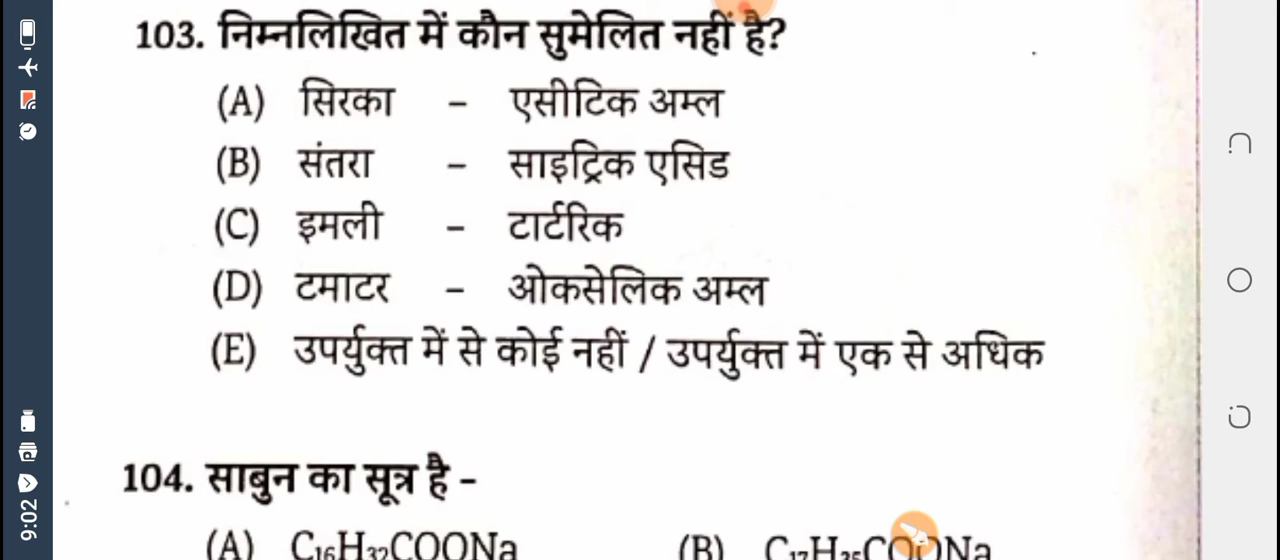 103. निम्नलिखित में कौन सुमेलित नहीं है?
(A) सिरका - एसीटिक अम्ल
(B) संतरा - साइट्रिक एसिड
(C) इमली - टार्टरिक
(D) टमाटर - ओकसेलिक अम्ल
(E) उपर्युक्त में से कोई नहीं / उपर्युक्त में एक से अधिक
104. साबुन का सूत्र है -
(A) C₁₆H₃₂COONa (B) C₁₇H₃₅COONa
9:02